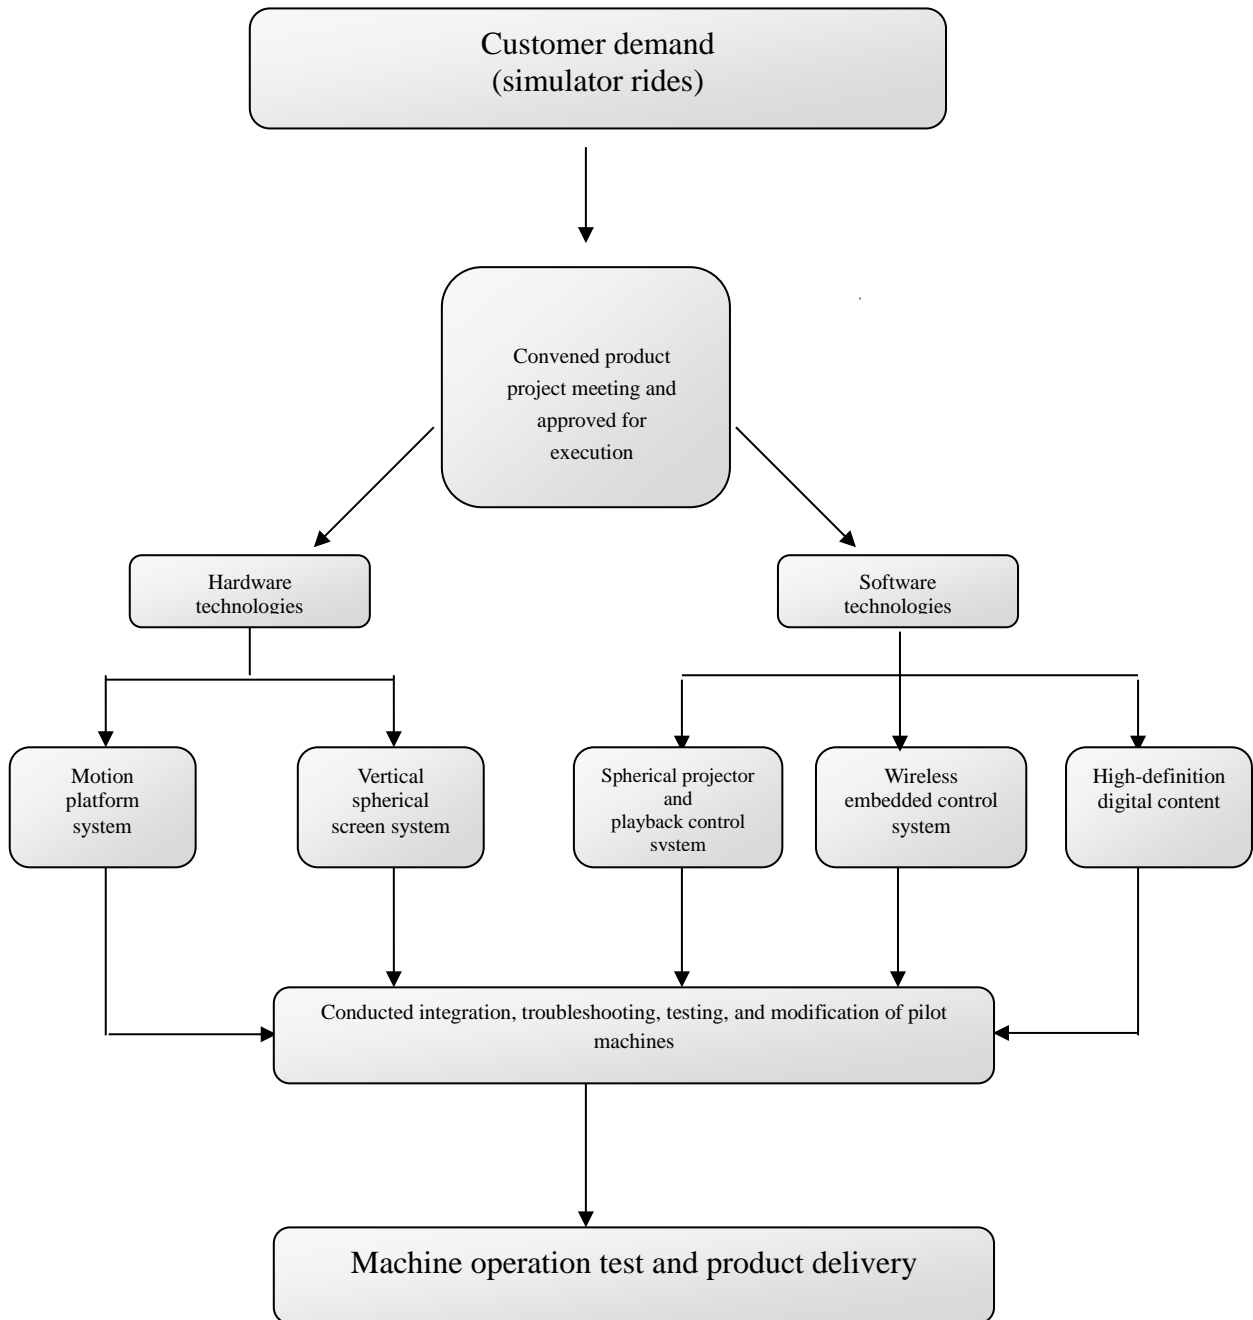 Customer demand
(simulator rides)
Convened product
project meeting and
approved for
execution
Hardware
technologies
Software
technologies
Motion
platform
system
Vertical
spherical
screen system
Spherical projector
and
playback control
system
Wireless
embedded control
system
High-definition
digital content
Conducted integration, troubleshooting, testing, and modification of pilot
machines
Machine operation test and product delivery